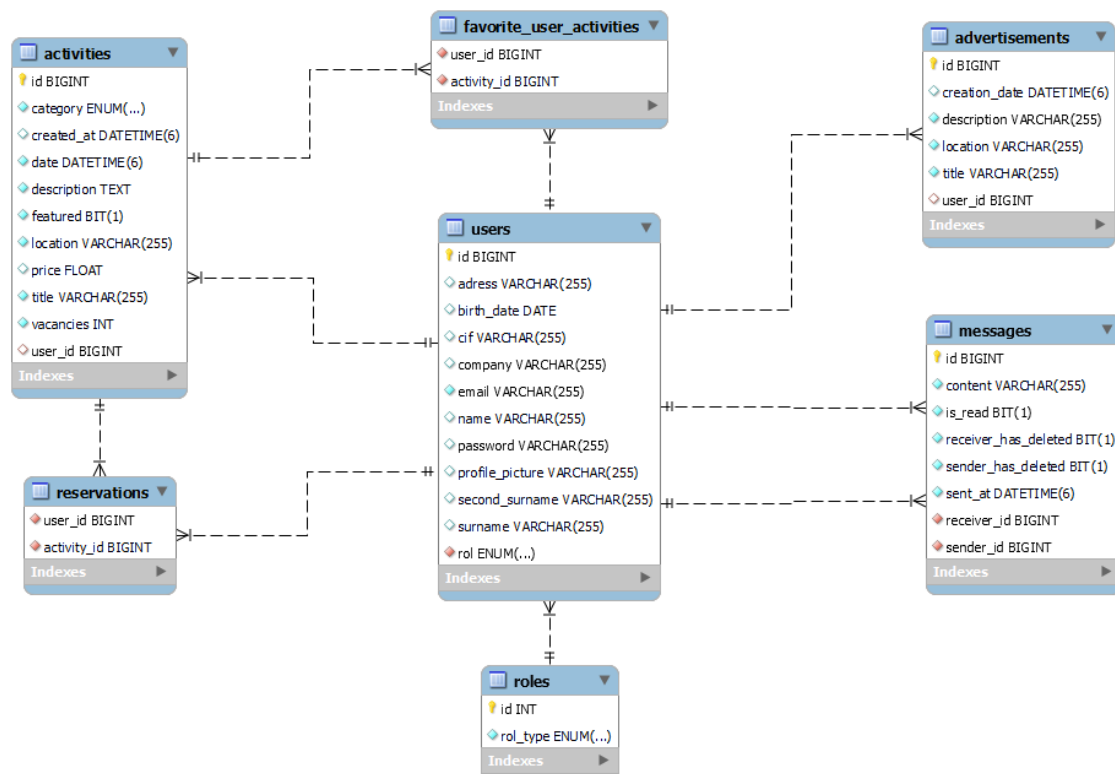 activities
id BIGINT
category ENUM(...)
created_at DATETIME(6)
date DATETIME(6)
description TEXT
featured BIT(1)
location VARCHAR(255)
price FLOAT
title VARCHAR(255)
vacancies INT
user_id BIGINT
Indexes
favorite_user_activities
user_id BIGINT
activity_id BIGINT
Indexes
advertisements
id BIGINT
creation_date DATETIME(6)
description VARCHAR(255)
location VARCHAR(255)
title VARCHAR(255)
user_id BIGINT
Indexes
users
id BIGINT
adress VARCHAR(255)
birth_date DATE
cif VARCHAR(255)
company VARCHAR(255)
email VARCHAR(255)
name VARCHAR(255)
password VARCHAR(255)
profile_picture VARCHAR(255)
second_surname VARCHAR(255)
surname VARCHAR(255)
rol ENUM(...)
Indexes
messages
id BIGINT
content VARCHAR(255)
is_read BIT(1)
receiver_has_deleted BIT(1)
sender_has_deleted BIT(1)
sent_at DATETIME(6)
receiver_id BIGINT
sender_id BIGINT
Indexes
reservations
user_id BIGINT
activity_id BIGINT
Indexes
roles
id INT
rol_type ENUM(...)
Indexes